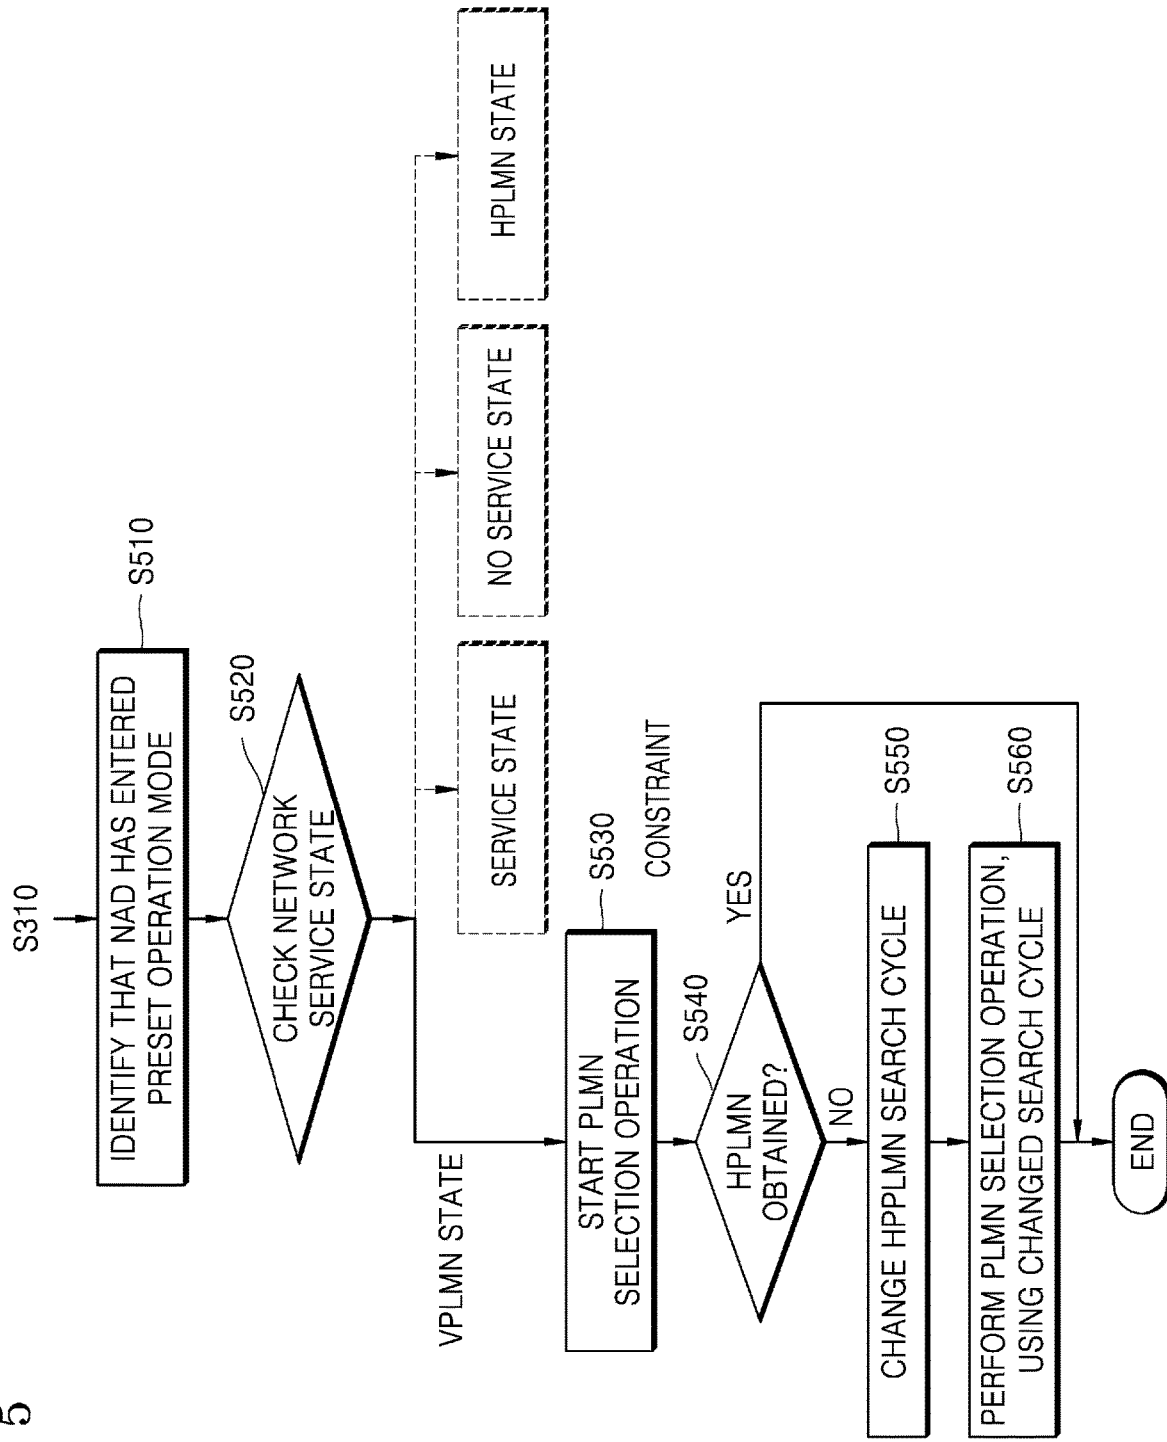 5
S310
IDENTIFY THAT NAD HAS ENTERED
PRESET OPERATION MODE
S510
CHECK NETWORK
SERVICE STATE
S520
VPLMN STATE
SERVICE STATE
NO SERVICE STATE
HPLMN STATE
START PLMN
SELECTION OPERATION
S530
CONSTRAINT
HPLMN
OBTAINED?
S540
YES
NO
CHANGE HPPLMN SEARCH CYCLE
S550
PERFORM PLMN SELECTION OPERATION,
USING CHANGED SEARCH CYCLE
S560
END